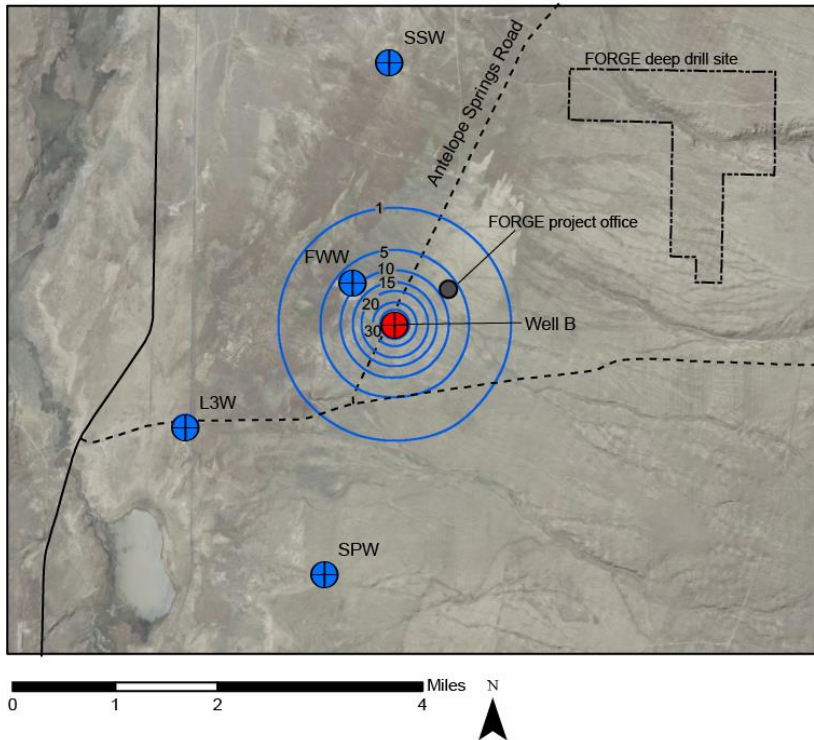 SSW
Antelope Springs Road
FORGE deep drill site
1
FORGE project office
5
FWW
10
15
20
30
Well B
L3W
SPW
Miles
N
0 1 2 4